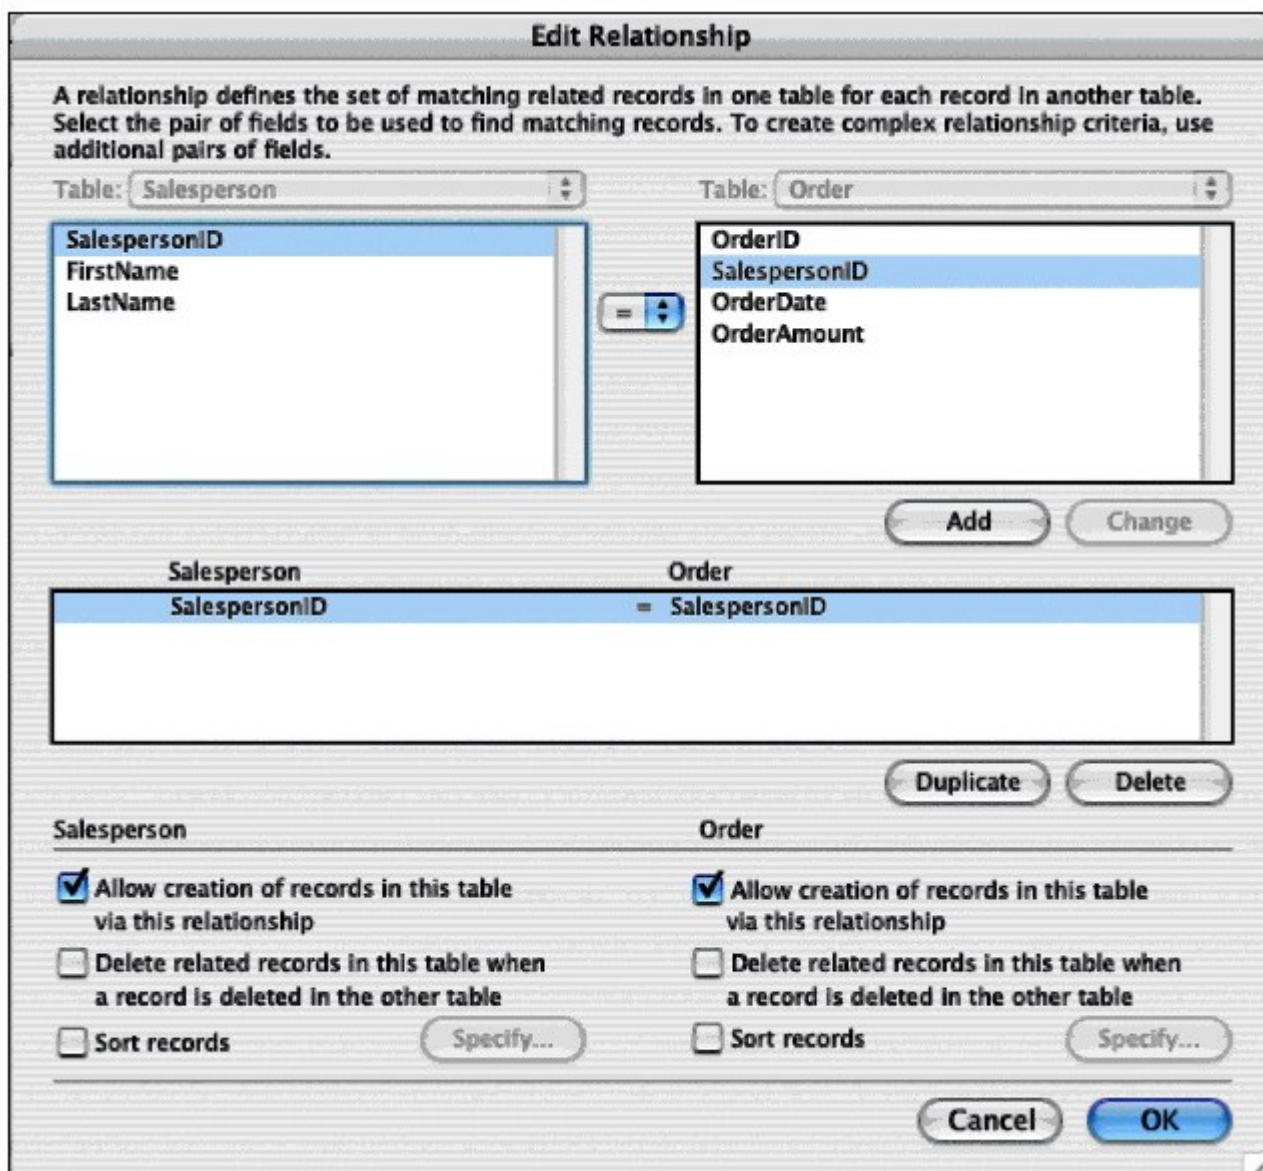 Edit Relationship
A relationship defines the set of matching related records in one table for each record in another table.
Select the pair of fields to be used to find matching records. To create complex relationship criteria, use
additional pairs of fields.
Table: Salesperson
Table: Order
SalespersonID
FirstName
LastName
=
OrderID
SalespersonID
OrderDate
OrderAmount
Add
Change
Salesperson Order
SalespersonID = SalespersonID
Duplicate
Delete
Salesperson
Allow creation of records in this table
via this relationship
Delete related records in this table when
a record is deleted in the other table
Sort records
Specify...
Order
Allow creation of records in this table
via this relationship
Delete related records in this table when
a record is deleted in the other table
Sort records
Specify...
Cancel
OK